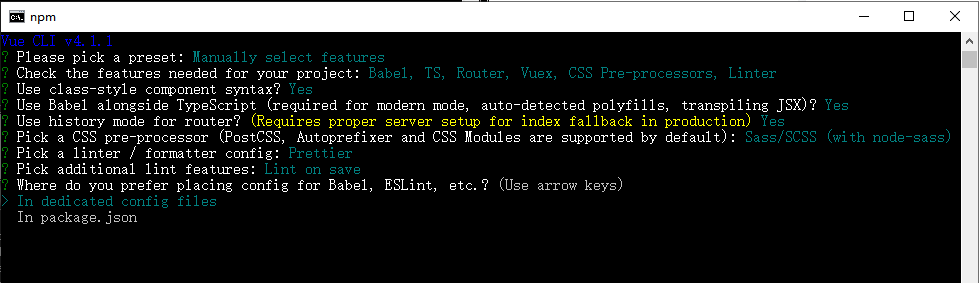 npm
Vue CLI v4.1.1
? Please pick a preset: Manually select features
? Check the features needed for your project: Babel, TS, Router, Vuex, CSS Pre-processors, Linter
? Use class-style component syntax? Yes
? Use Babel alongside TypeScript (required for modern mode, auto-detected polyfills, transpiling JSX)? Yes
? Use history mode for router? (Requires proper server setup for index fallback in production) Yes
? Pick a CSS pre-processor (PostCSS, Autoprefixer and CSS Modules are supported by default): Sass/SCSS (with node-sass)
? Pick a linter / formatter config: Prettier
? Pick additional lint features: Lint on save
? Where do you prefer placing config for Babel, ESLint, etc.? (Use arrow keys)
> In dedicated config files
In package.json